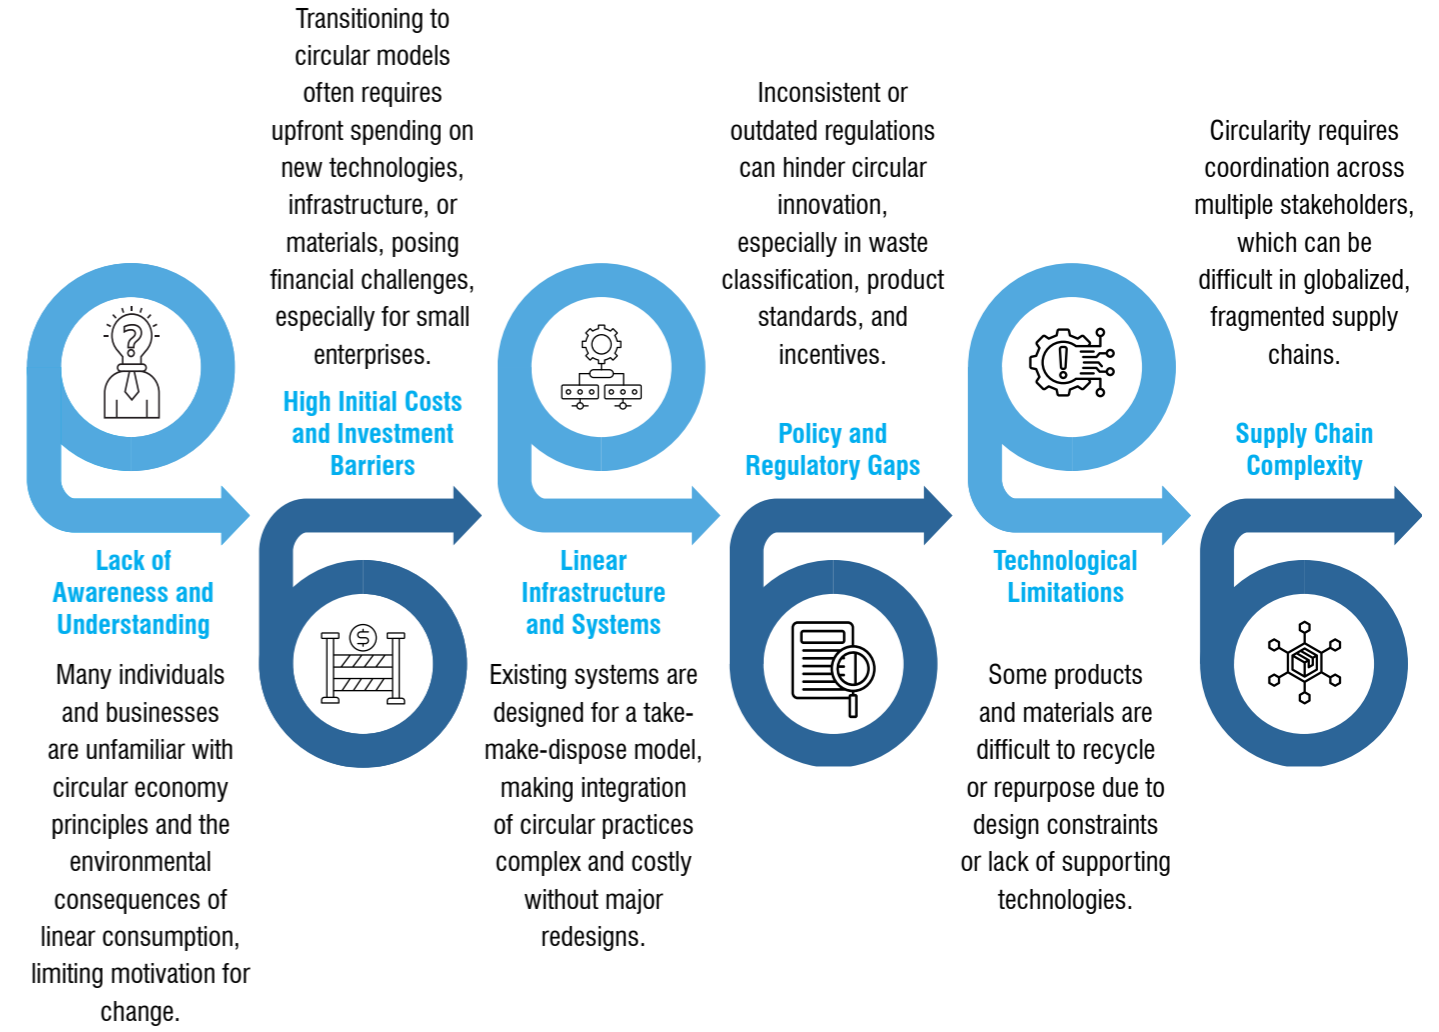 Lack of
Awareness and
Understanding
Many individuals
and businesses
are unfamiliar with
circular economy
principles and the
environmental
consequences of
linear consumption,
limiting motivation for
change.
Transitioning to
circular models
often requires
upfront spending on
new technologies,
infrastructure, or
materials, posing
financial challenges,
especially for small
enterprises.
High Initial Costs
and Investment
Barriers
Linear
Infrastructure
and Systems
Existing systems are
designed for a take-
make-dispose model,
making integration
of circular practices
complex and costly
without major
redesigns.
Inconsistent or
outdated regulations
can hinder circular
innovation,
especially in waste
classification, product
standards, and
incentives.
Policy and
Regulatory Gaps
Technological
Limitations
Some products
and materials are
difficult to recycle
or repurpose due to
design constraints
or lack of supporting
technologies.
Circularity requires
coordination across
multiple stakeholders,
which can be
difficult in globalized,
fragmented supply
chains.
Supply Chain
Complexity